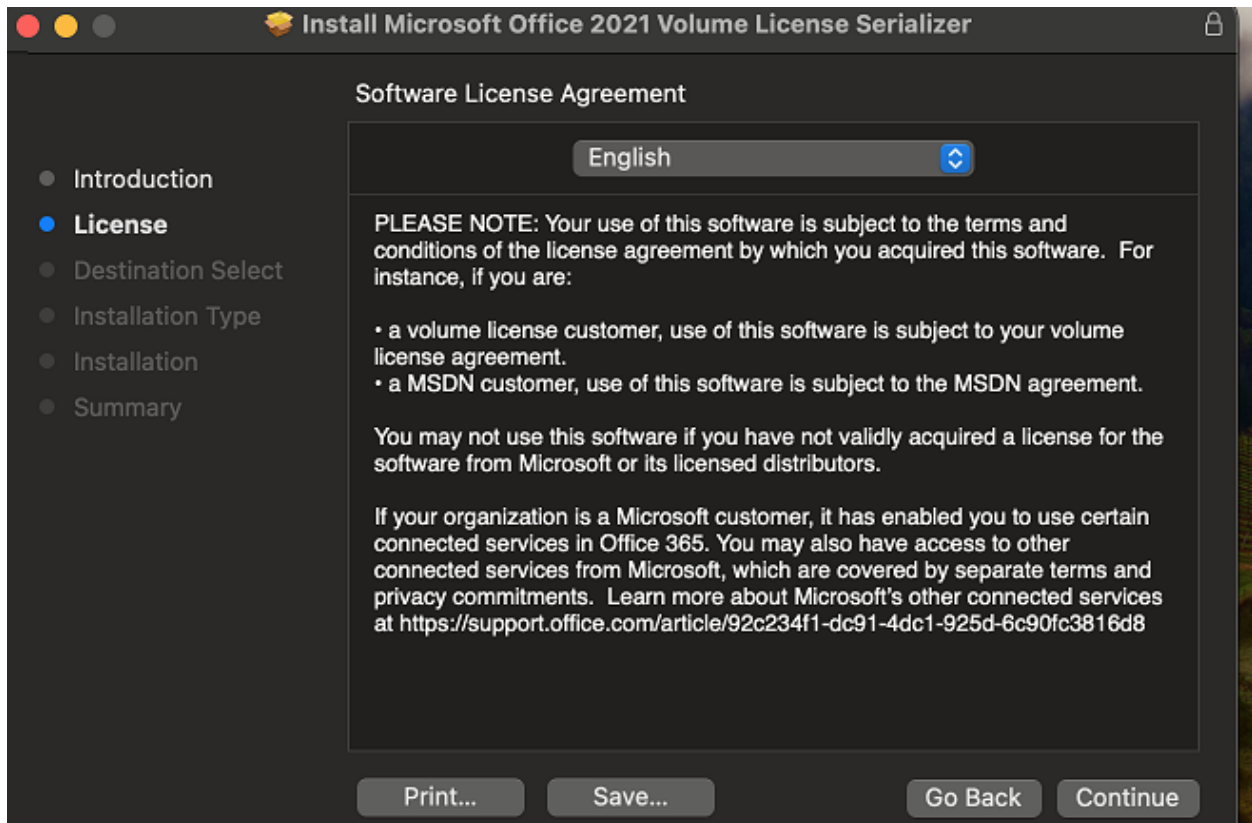 Install Microsoft Office 2021 Volume License Serializer
Software License Agreement
English
Introduction
License
Destination Select
Installation Type
Installation
Summary
PLEASE NOTE: Your use of this software is subject to the terms and
conditions of the license agreement by which you acquired this software.  For
instance, if you are:
• a volume license customer, use of this software is subject to your volume
license agreement.
• a MSDN customer, use of this software is subject to the MSDN agreement.
You may not use this software if you have not validly acquired a license for the
software from Microsoft or its licensed distributors.
If your organization is a Microsoft customer, it has enabled you to use certain
connected services in Office 365. You may also have access to other
connected services from Microsoft, which are covered by separate terms and
privacy commitments.  Learn more about Microsoft's other connected services
at https://support.office.com/article/92c234f1-dc91-4dc1-925d-6c90fc3816d8
Print...
Save...
Go Back
Continue